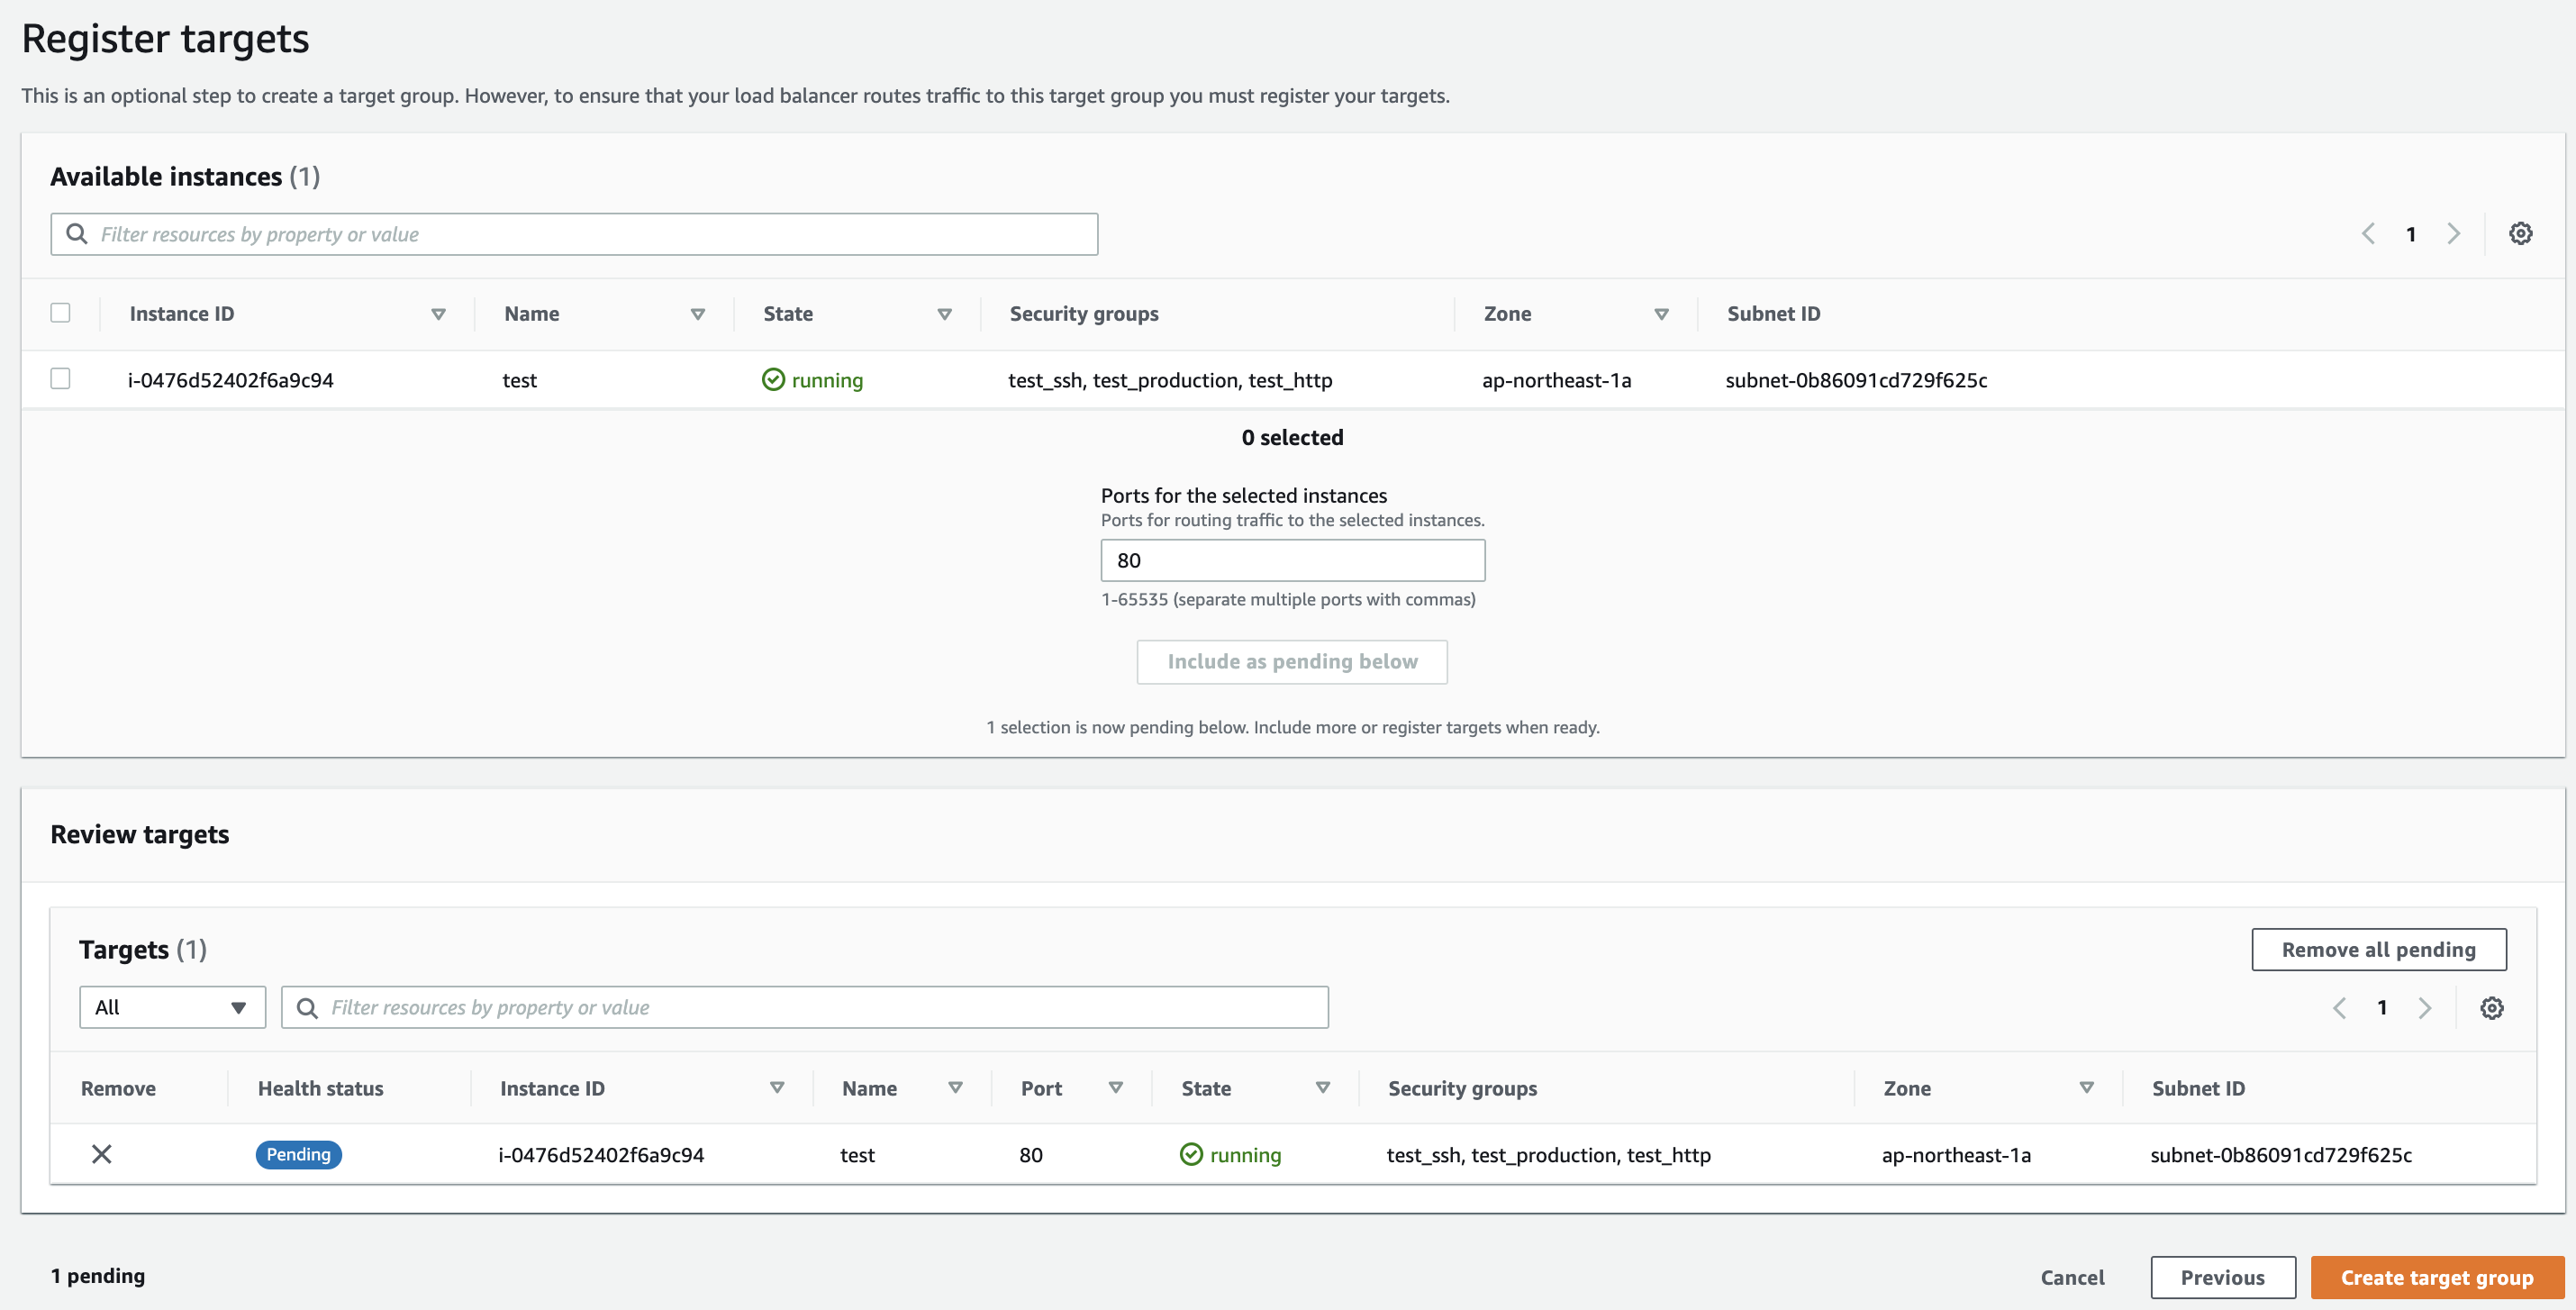 Register targets
This is an optional step to create a target group. However, to ensure that your load balancer routes traffic to this target group you must register your targets.
Available instances (1)
Filter resources by property or value
1
Instance ID Name State Security groups Zone Subnet ID
i-0476d52402f6a9c94 test running test_ssh, test_production, test_http ap-northeast-1a subnet-0b86091cd729f625c
0 selected
Ports for the selected instances
Ports for routing traffic to the selected instances.
80
1-65535 (separate multiple ports with commas)
Include as pending below
1 selection is now pending below. Include more or register targets when ready.
Review targets
Targets (1) Remove all pending
All Filter resources by property or value 1
Remove Health status Instance ID Name Port State Security groups Zone Subnet ID
Pending i-0476d52402f6a9c94 test 80 running test_ssh, test_production, test_http ap-northeast-1a subnet-0b86091cd729f625c
1 pending Cancel Previous Create target group